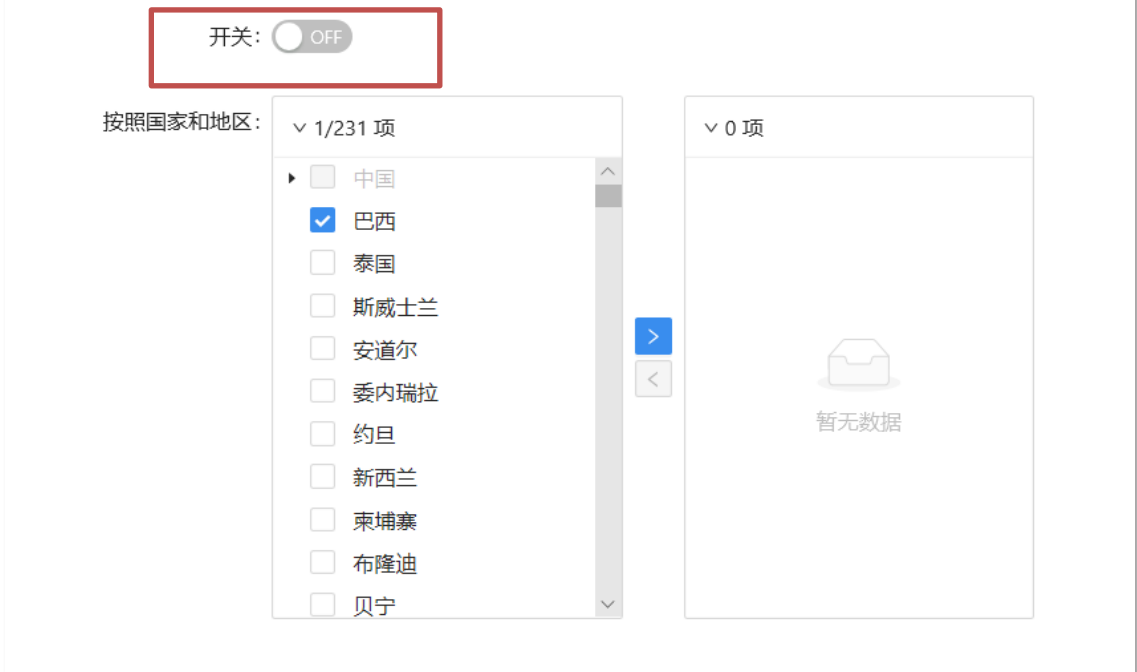 开关: OFF
按照国家和地区: 1/231 项 0 项
中国
巴西
泰国
斯威士兰
安道尔
委内瑞拉
约旦
新西兰
柬埔寨
布隆迪
贝宁
暂无数据